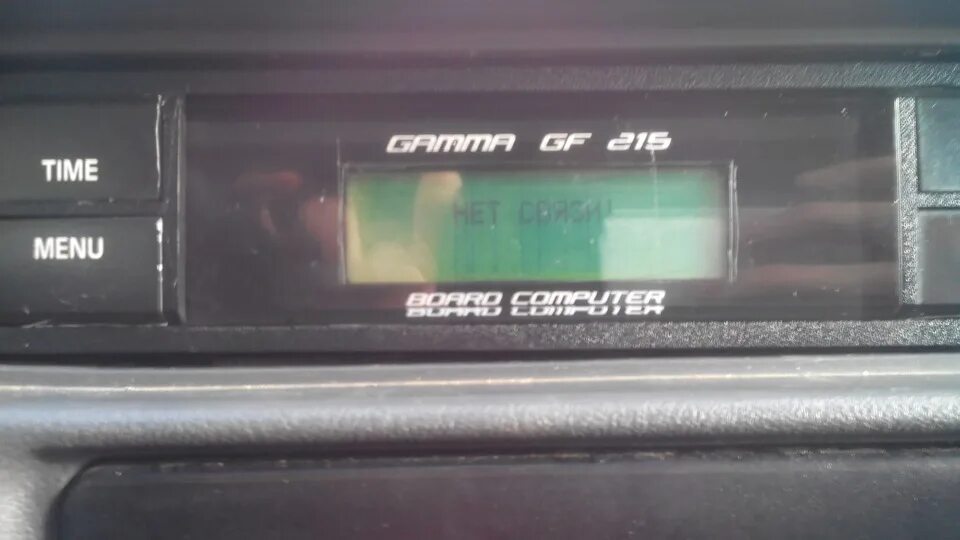 GAMMA GF 215
TIME
НЕТ СВЯЗИ!
MENU
BOARD COMPUTER